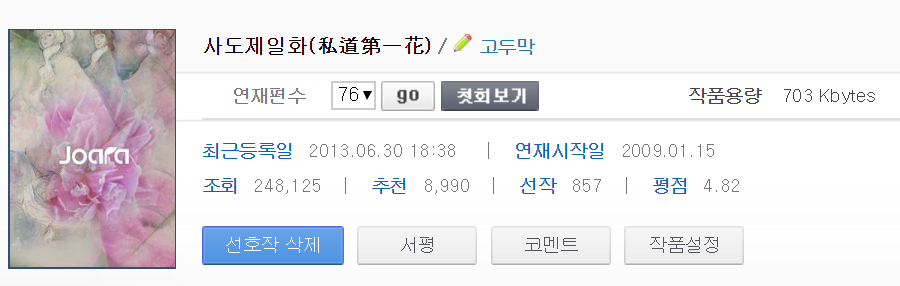 Joara
사도제일화(私道第一花) / 고두막
연재편수 76▼ go 첫회보기 작품용량 703 Kbytes
최근등록일 2013.06.30 18:38 | 연재시작일 2009.01.15
조회 248,125 | 추천 8,990 | 선작 857 | 평점 4.82
선호작 삭제 서평 코멘트 작품설정